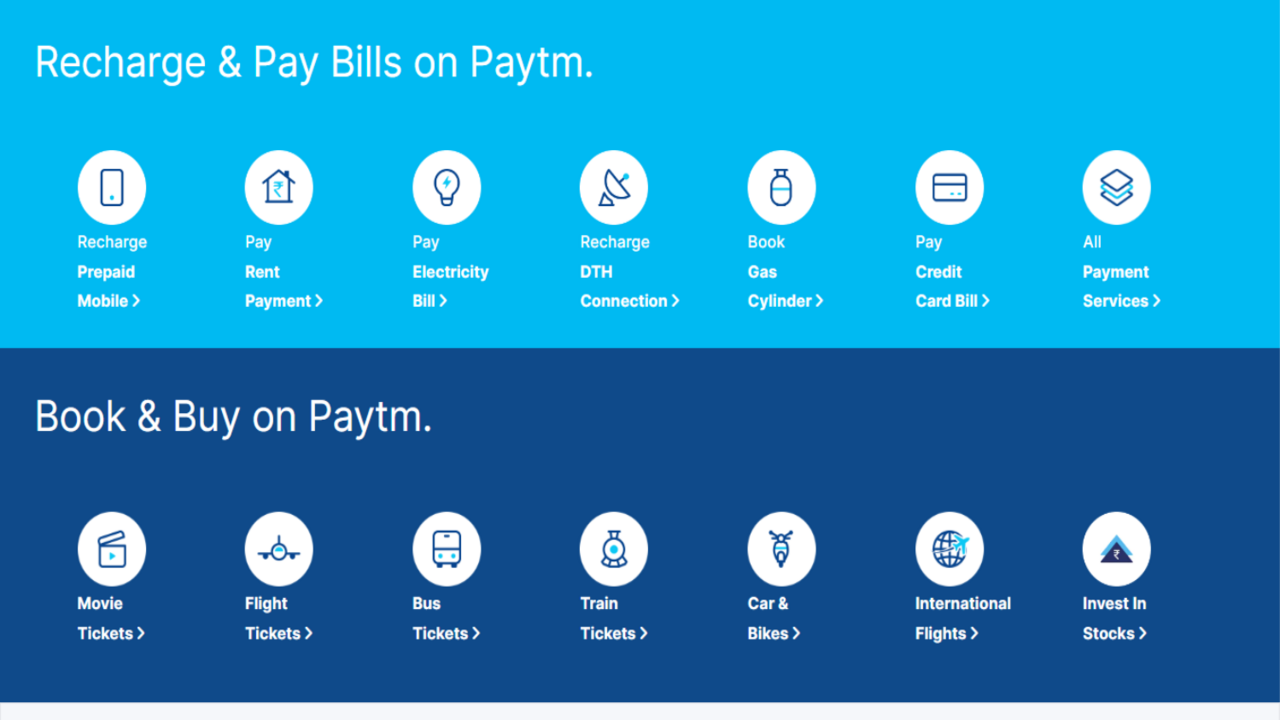 Recharge & Pay Bills on Paytm.
Recharge
Prepaid
Mobile >
Pay
Rent
Payment >
Pay
Electricity
Bill >
Recharge
DTH
Connection >
Book
Gas
Cylinder >
Pay
Credit
Card Bill >
All
Payment
Services >
Book & Buy on Paytm.
Movie
Tickets >
Flight
Tickets >
Bus
Tickets >
Train
Tickets >
Car &
Bikes >
International
Flights >
Invest In
Stocks >